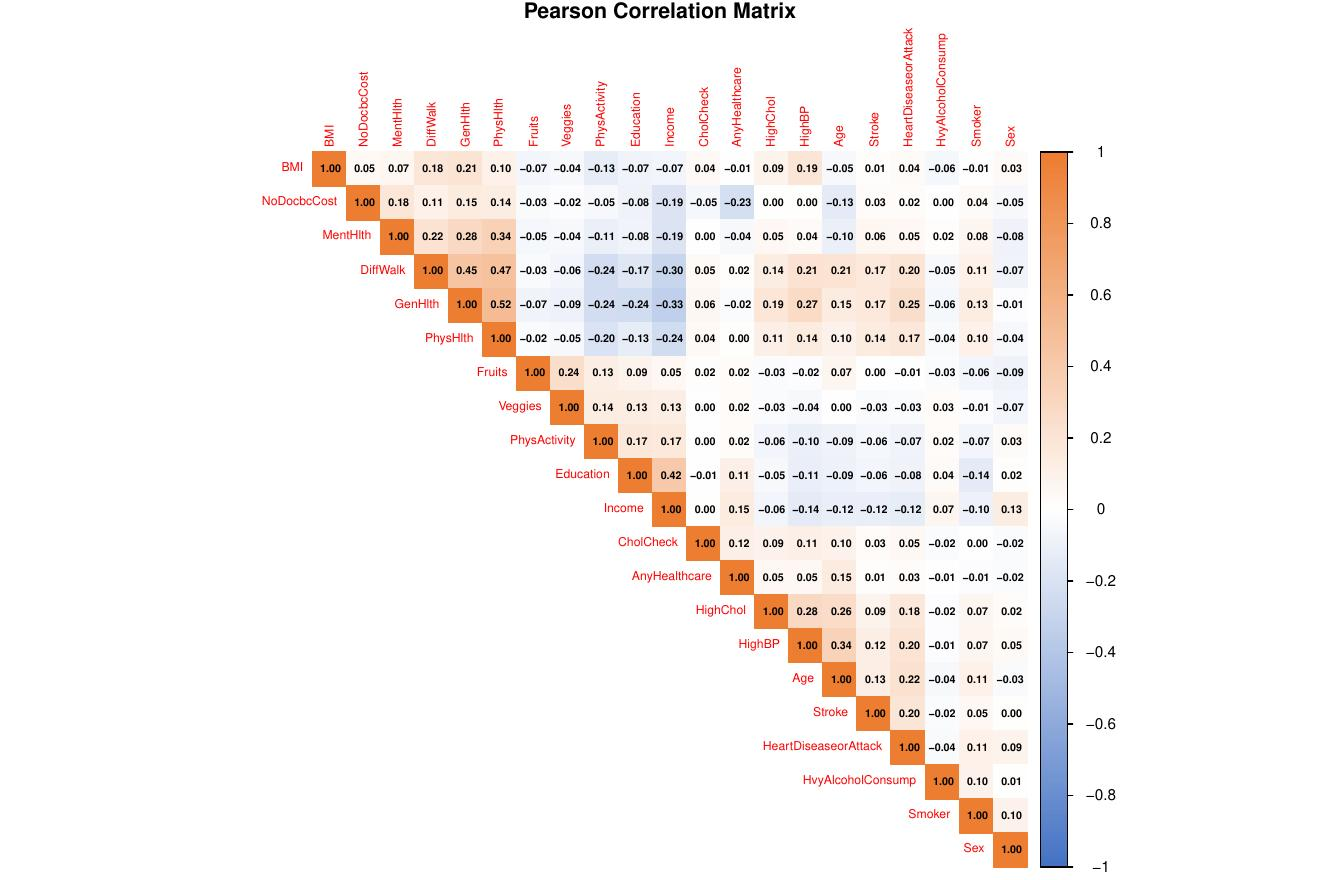 Pearson Correlation Matrix
BMI NoDocbcCost MentHlth DiffWalk GenHlth PhysHlth Fruits Veggies PhysActivity Education Income CholCheck AnyHealthcare HighChol HighBP Age Stroke HeartDiseaseorAttack HvyAlcoholConsump Smoker Sex
BMI 1.00 0.05 0.07 0.18 0.21 0.10 −0.07 −0.04 −0.13 −0.07 −0.07 0.04 −0.01 0.09 0.19 −0.05 0.01 0.04 −0.06 −0.01 0.03
NoDocbcCost 1.00 0.18 0.11 0.15 0.14 −0.03 −0.02 −0.05 −0.08 −0.19 −0.05 −0.23 0.00 0.00 −0.13 0.03 0.02 0.00 0.04 −0.05
MentHlth 1.00 0.22 0.28 0.34 −0.05 −0.04 −0.11 −0.08 −0.19 0.00 −0.04 0.05 0.04 −0.10 0.06 0.05 0.02 0.08 −0.08
DiffWalk 1.00 0.45 0.47 −0.03 −0.06 −0.24 −0.17 −0.30 0.05 0.02 0.14 0.21 0.21 0.17 0.20 −0.05 0.11 −0.07
GenHlth 1.00 0.52 −0.07 −0.09 −0.24 −0.24 −0.33 0.06 −0.02 0.19 0.27 0.15 0.17 0.25 −0.06 0.13 −0.01
PhysHlth 1.00 −0.02 −0.05 −0.20 −0.13 −0.24 0.04 0.00 0.11 0.14 0.10 0.14 0.17 −0.04 0.10 −0.04
Fruits 1.00 0.24 0.13 0.09 0.05 0.02 0.02 −0.03 −0.02 0.07 0.00 −0.01 −0.03 −0.06 −0.09
Veggies 1.00 0.14 0.13 0.13 0.00 0.02 −0.03 −0.04 0.00 −0.03 −0.03 0.03 −0.01 −0.07
PhysActivity 1.00 0.17 0.17 0.00 0.02 −0.06 −0.10 −0.09 −0.06 −0.07 0.02 −0.07 0.03
Education 1.00 0.42 −0.01 0.11 −0.05 −0.11 −0.09 −0.06 −0.08 0.04 −0.14 0.02
Income 1.00 0.00 0.15 −0.06 −0.14 −0.12 −0.12 −0.12 0.07 −0.10 0.13
CholCheck 1.00 0.12 0.09 0.11 0.10 0.03 0.05 −0.02 0.00 −0.02
AnyHealthcare 1.00 0.05 0.05 0.15 0.01 0.03 −0.01 −0.01 −0.02
HighChol 1.00 0.28 0.26 0.09 0.18 −0.02 0.07 0.02
HighBP 1.00 0.34 0.12 0.20 −0.01 0.07 0.05
Age 1.00 0.13 0.22 −0.04 0.11 −0.03
Stroke 1.00 0.20 −0.02 0.05 0.00
HeartDiseaseorAttack 1.00 −0.04 0.11 0.09
HvyAlcoholConsump 1.00 0.10 0.01
Smoker 1.00 0.10
Sex 1.00
1
0.8
0.6
0.4
0.2
0
−0.2
−0.4
−0.6
−0.8
−1